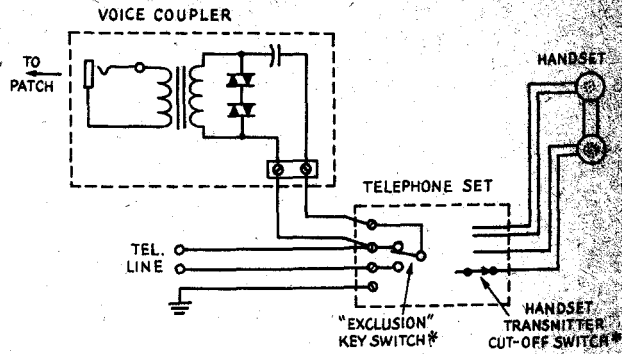 VOICE COUPLER
TO
PATCH
HANDSET
TELEPHONE SET
TEL.
LINE
"EXCLUSION"
KEY SWITCH*
HANDSET
TRANSMITTER
CUT-OFF SWITCH*